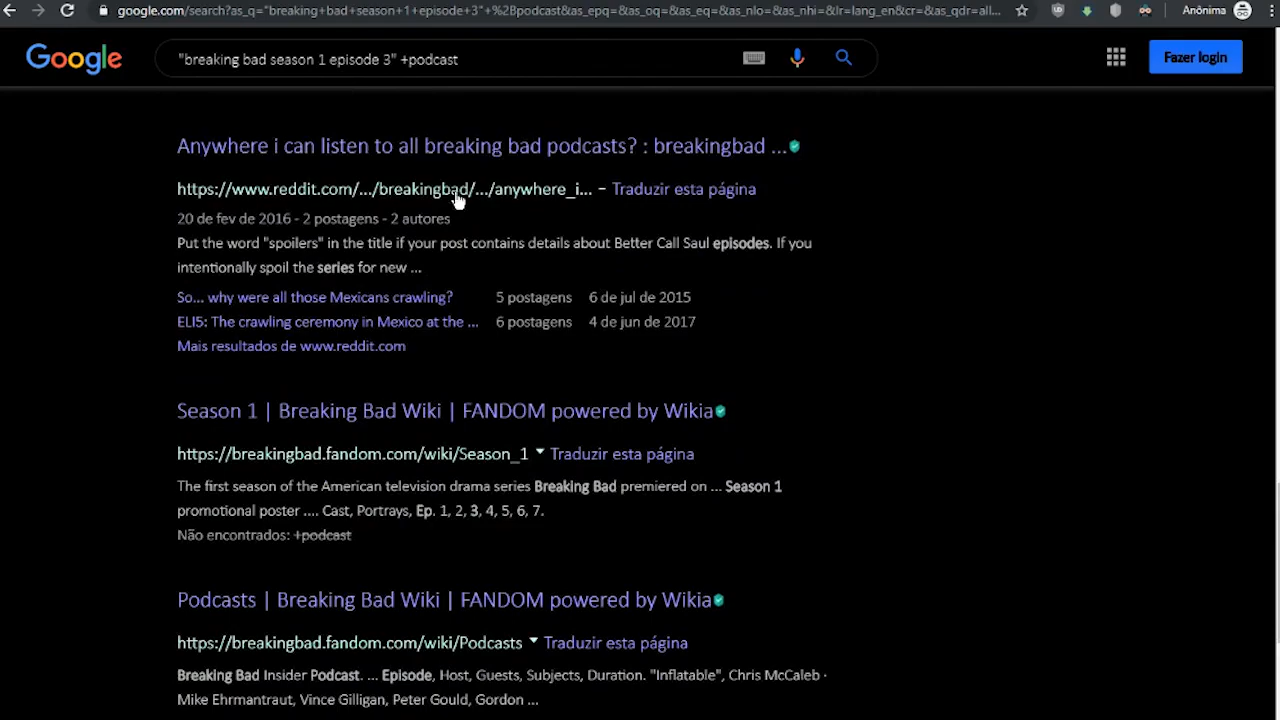 google.com/search?as_q="breaking+bad+season+1+episode+3"+%2Bpodcast&as_epq=&as_oq=&as_eq=&as_nlo=&as_nhi=&lr=lang_en&cr=&as_qdr=all...
Anônima
Google
"breaking bad season 1 episode 3" +podcast
Fazer login
Anywhere i can listen to all breaking bad podcasts? : breakingbad ...
https://www.reddit.com/.../breakingbad/.../anywhere_i... - Traduzir esta página
20 de fev de 2016 - 2 postagens - 2 autores
Put the word "spoilers" in the title if your post contains details about Better Call Saul episodes. If you
intentionally spoil the series for new ...
So... why were all those Mexicans crawling? 5 postagens 6 de jul de 2015
ELI5: The crawling ceremony in Mexico at the ... 6 postagens 4 de jun de 2017
Mais resultados de www.reddit.com
Season 1 | Breaking Bad Wiki | FANDOM powered by Wikia
https://breakingbad.fandom.com/wiki/Season_1 Traduzir esta página
The first season of the American television drama series Breaking Bad premiered on ... Season 1
promotional poster .... Cast, Portrays, Ep. 1, 2, 3, 4, 5, 6, 7.
Não encontrados: +podcast
Podcasts | Breaking Bad Wiki | FANDOM powered by Wikia
https://breakingbad.fandom.com/wiki/Podcasts Traduzir esta página
Breaking Bad Insider Podcast. ... Episode, Host, Guests, Subjects, Duration. "Inflatable", Chris McCaleb ·
Mike Ehrmantraut, Vince Gilligan, Peter Gould, Gordon ...